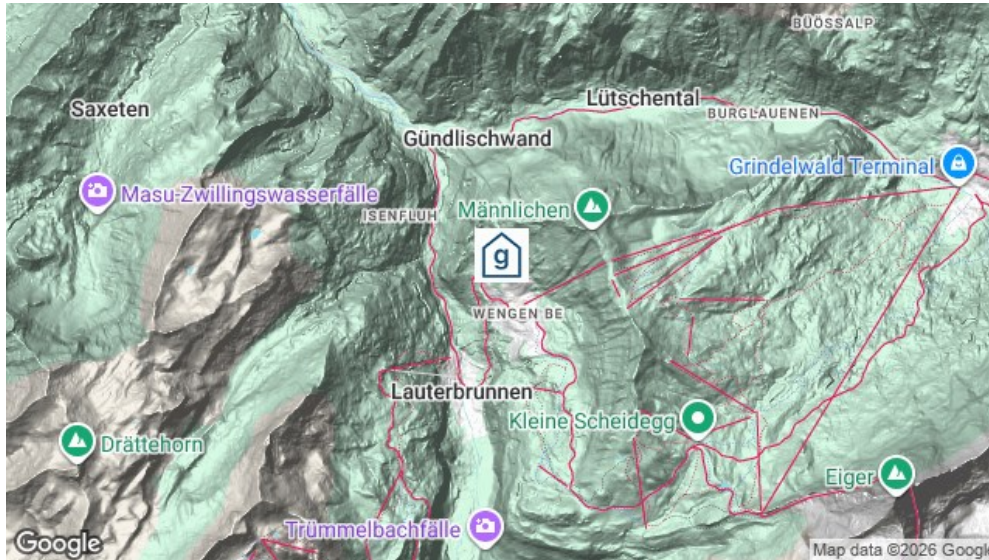 BÜÖSSALP
Saxeten
Lütschental
BURGLAUENEN
Gündlischwand
Grindelwald Terminal
Masu-Zwillingswasserfälle
ISENFLUH
Männlichen
g
WENGEN BE
Lauterbrunnen
Kleine Scheidegg
Drättehorn
Eiger
Trümmelbachfälle
Google
Map data ©2026 Google